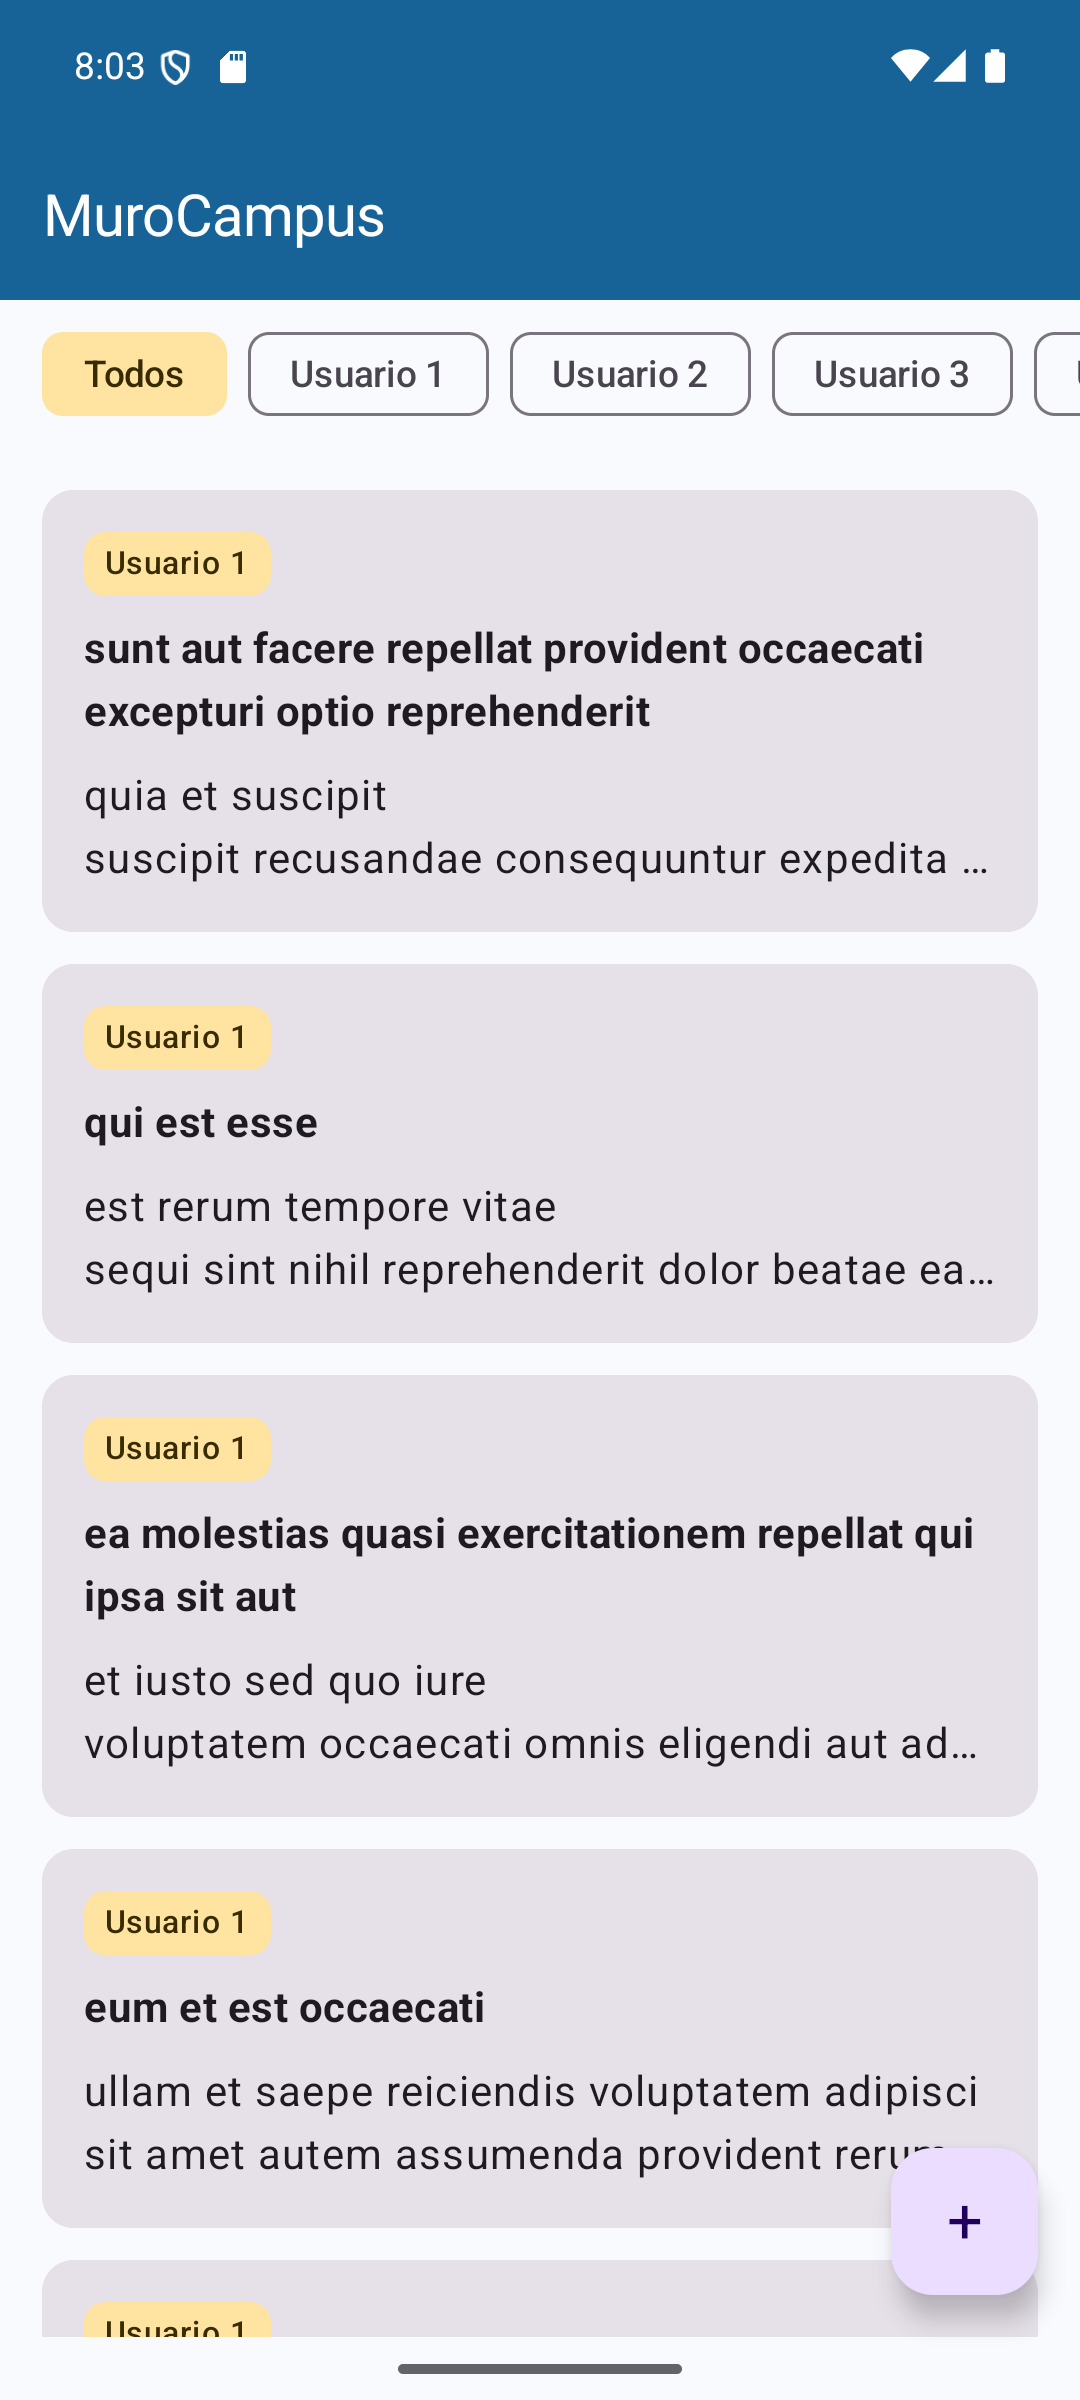 8:03
MuroCampus
Todos
Usuario 1
Usuario 2
Usuario 3
Usuario 1
sunt aut facere repellat provident occaecati
excepturi optio reprehenderit
quia et suscipit
suscipit recusandae consequuntur expedita ...
Usuario 1
qui est esse
est rerum tempore vitae
sequi sint nihil reprehenderit dolor beatae ea...
Usuario 1
ea molestias quasi exercitationem repellat qui
ipsa sit aut
et iusto sed quo iure
voluptatem occaecati omnis eligendi aut ad...
Usuario 1
eum et est occaecati
ullam et saepe reiciendis voluptatem adipisci
sit amet autem assumenda provident rerum
+
Usuario 1